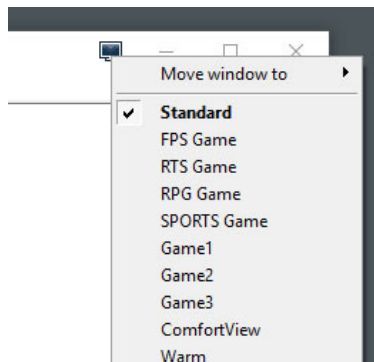 Move window to
Standard
FPS Game
RTS Game
RPG Game
SPORTS Game
Game1
Game2
Game3
ComfortView
Warm